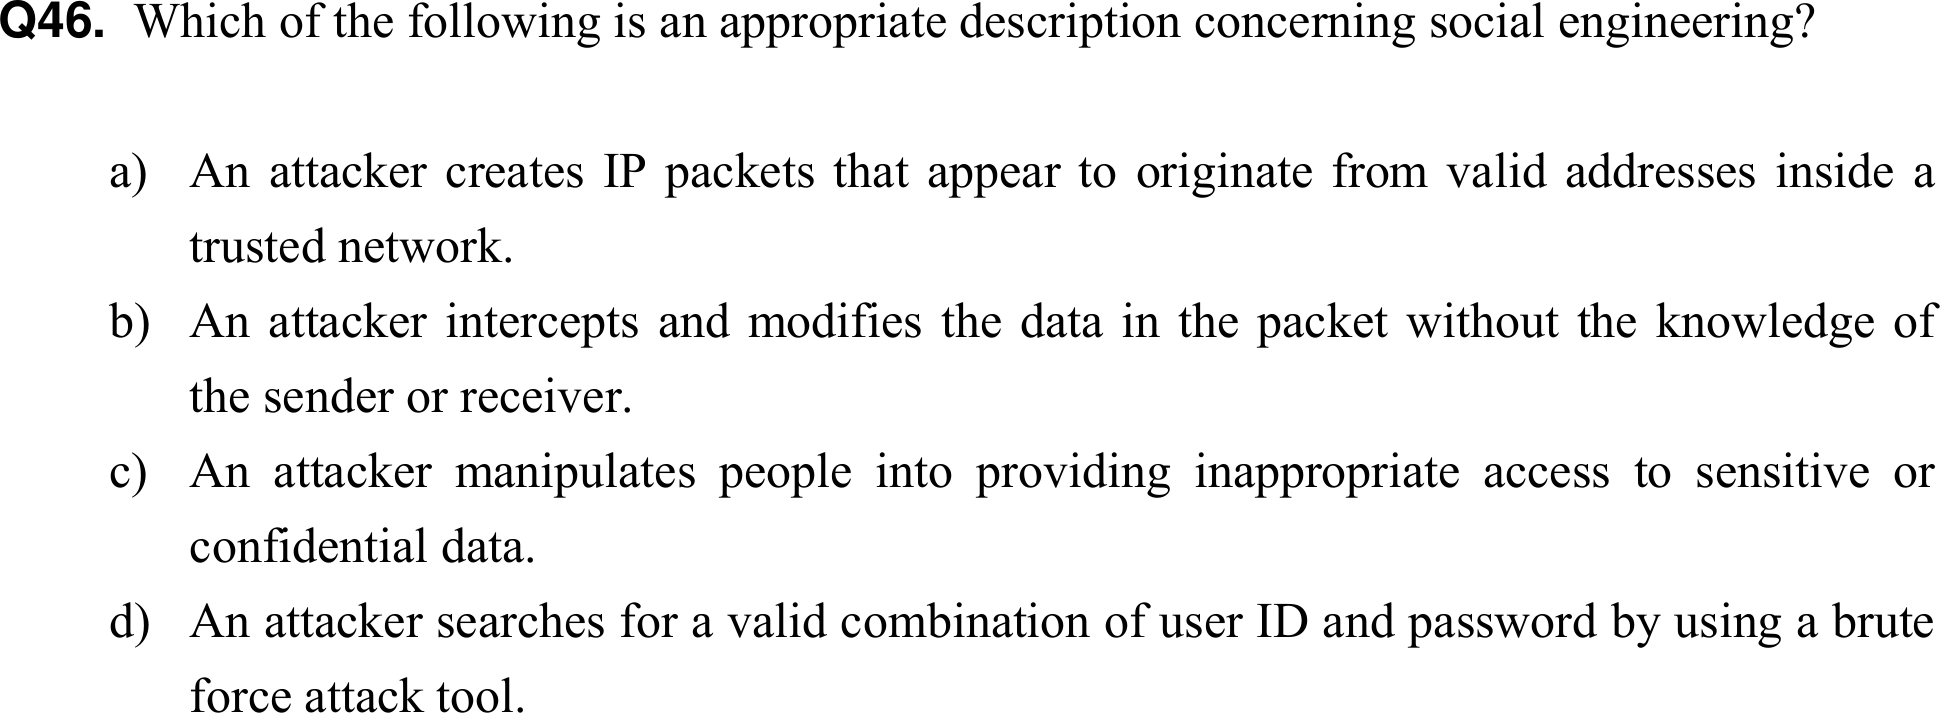 Q46. Which of the following is an appropriate description concerning social engineering?
a) An attacker creates IP packets that appear to originate from valid addresses inside a
trusted network.
b) An attacker intercepts and modifies the data in the packet without the knowledge of
the sender or receiver.
c) An attacker manipulates people into providing inappropriate access to sensitive or
confidential data.
d) An attacker searches for a valid combination of user ID and password by using a brute
force attack tool.